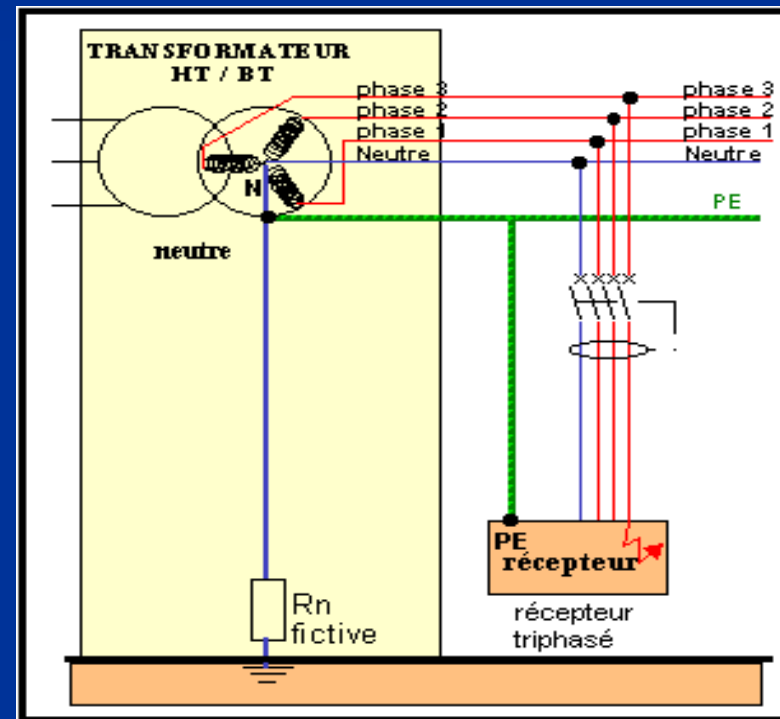 TRANSFORMATEUR
HT / BT
phase 3
phase 2
phase 1
Neutre
phase 3
phase 2
phase 1
Neutre
N
PE
neutre
PE
récepteur
Rn
fictive
récepteur
triphasé